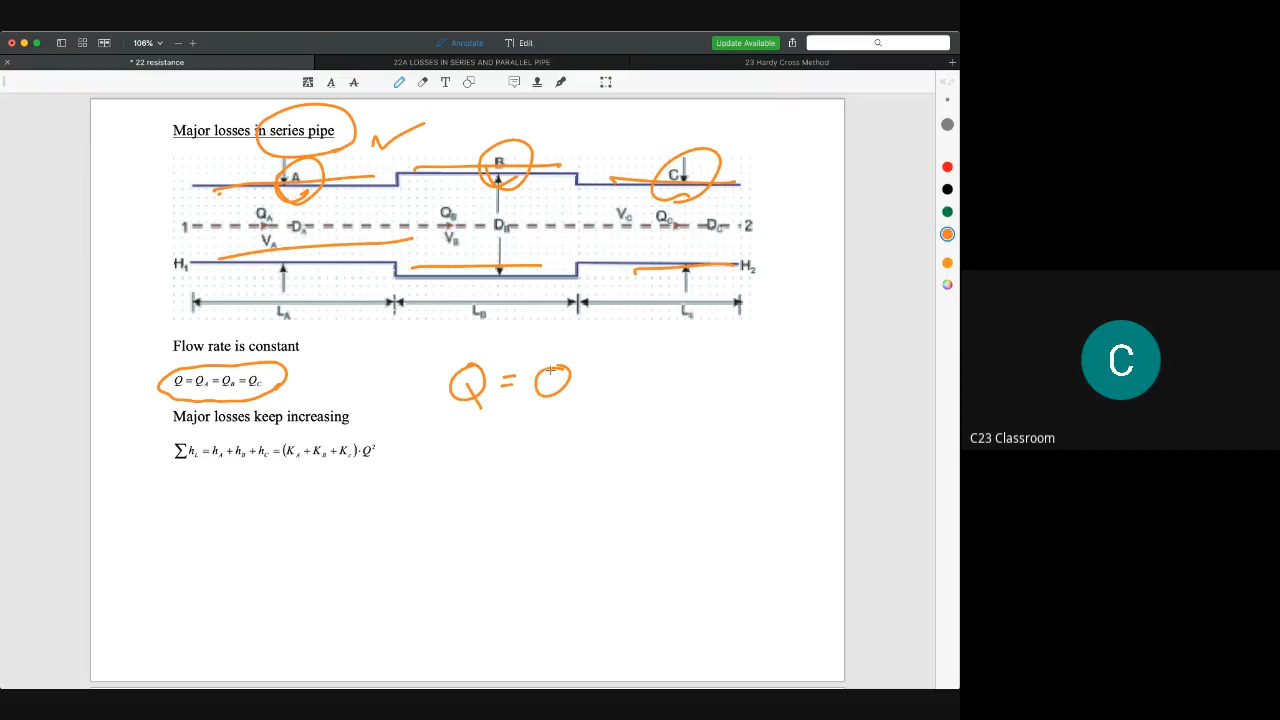 106% Annotate T Edit Update Available
* 22 resistance 22A LOSSES IN SERIES AND PARALLEL PIPE 23 Hardy Cross Method
Major losses in series pipe
A B C
Q_A Q_B V_C Q_C
1 D_A D_B D_C 2
V_A V_B
H₁ H₂
L_A L_B L_c
Flow rate is constant
Q = Q_A = Q_B = Q_C
Q = 0
Major losses keep increasing
∑h_L = h_A + h_B + h_C = (K_A + K_B + K_c)·Q²
C
C23 Classroom